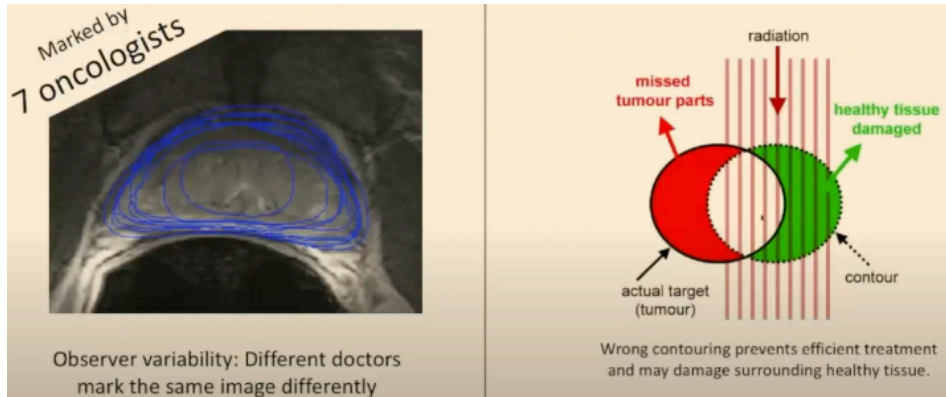 Marked by
7 oncologists
Observer variability: Different doctors
mark the same image differently
radiation
missed
tumour parts
healthy tissue
damaged
actual target
(tumour)
contour
Wrong contouring prevents efficient treatment
and may damage surrounding healthy tissue.